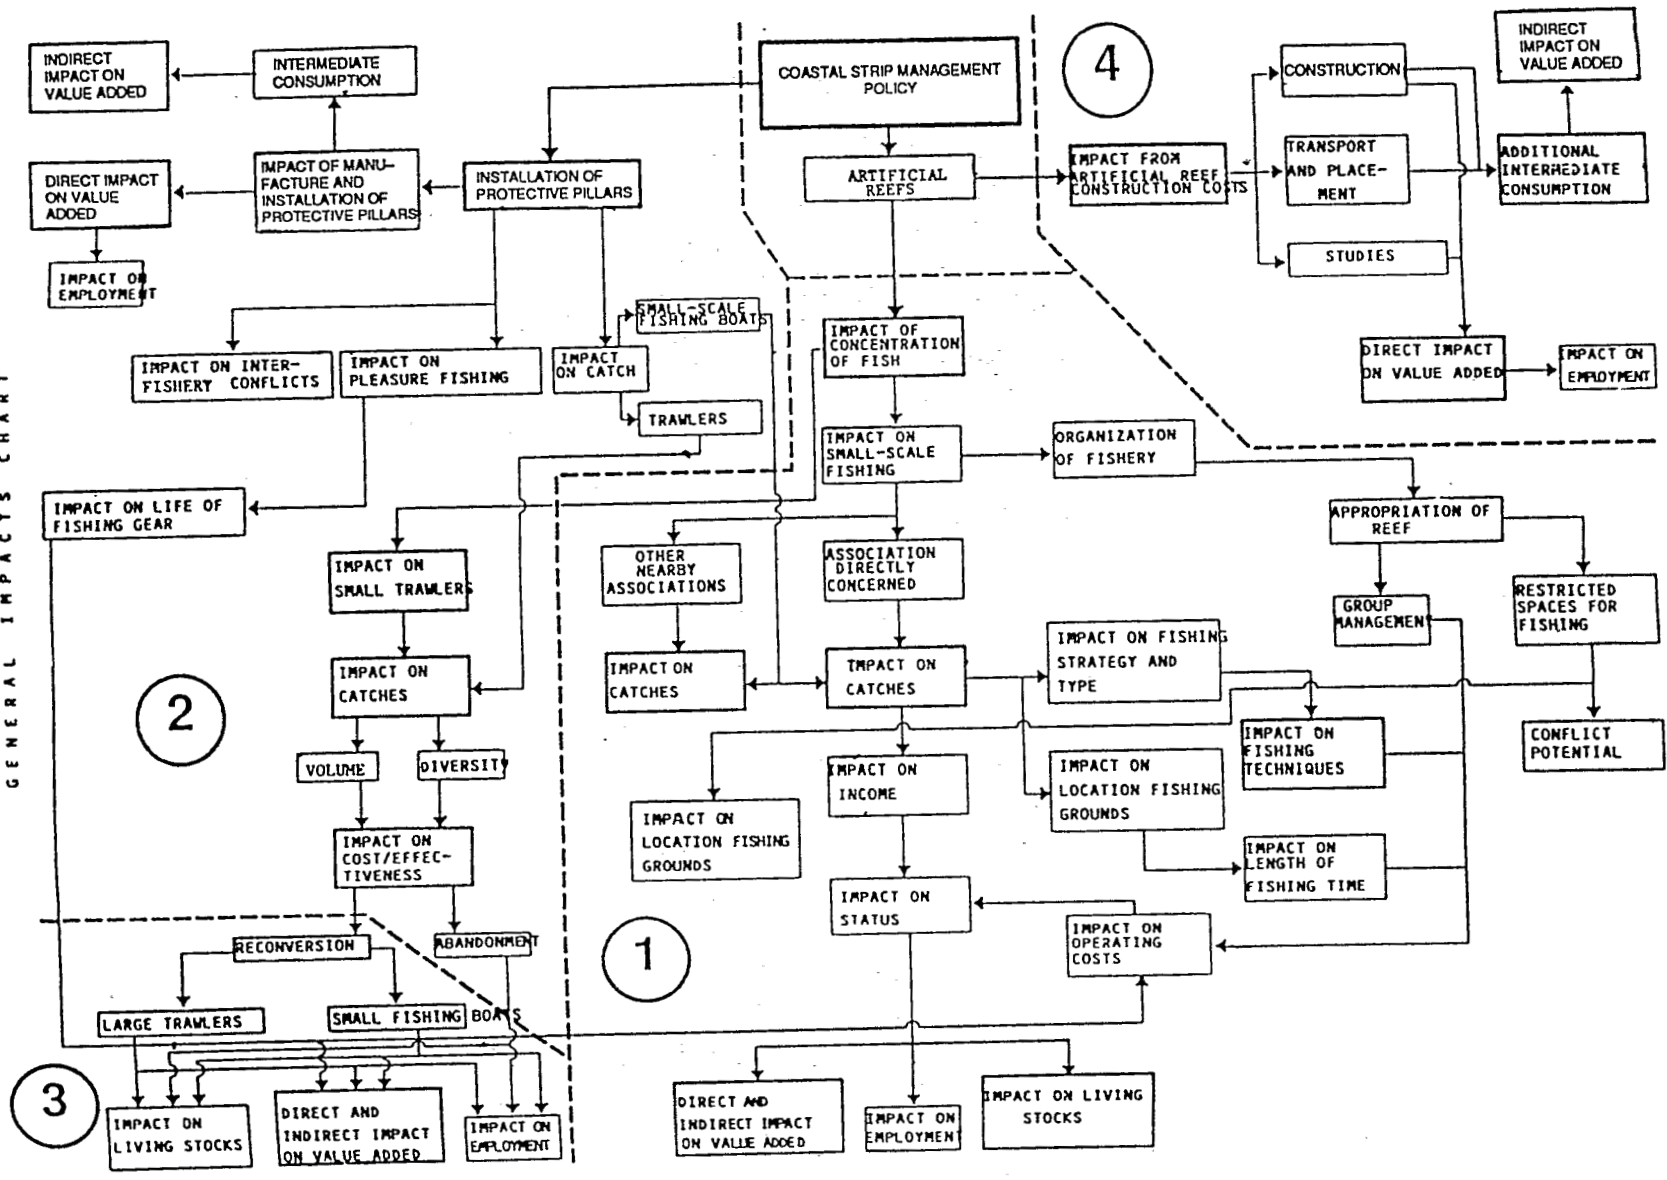 GENERAL IMPACTS CHART
INDIRECT
IMPACT ON
VALUE ADDED
INTERMEDIATE
CONSUMPTION
COASTAL STRIP MANAGEMENT
POLICY
4
CONSTRUCTION
INDIRECT
IMPACT ON
VALUE ADDED
DIRECT IMPACT
ON VALUE
ADDED
IMPACT OF MANU-
FACTURE AND
INSTALLATION OF
PROTECTIVE PILLARS
INSTALLATION OF
PROTECTIVE PILLARS
ARTIFICIAL
REEFS
IMPACT FROM
ARTIFICIAL REEF
CONSTRUCTION COSTS
TRANSPORT
AND PLACE-
MENT
ADDITIONAL
INTERMEDIATE
CONSUMPTION
IMPACT ON
EMPLOYMENT
STUDIES
SMALL-SCALE
FISHING BOATS
IMPACT ON INTER-
FISHERY CONFLICTS
IMPACT ON
PLEASURE FISHING
IMPACT
ON CATCH
IMPACT OF
CONCENTRATION
OF FISH
DIRECT IMPACT
ON VALUE ADDED
IMPACT ON
EMPLOYMENT
TRAWLERS
IMPACT ON
SMALL-SCALE
FISHING
ORGANIZATION
OF FISHERY
IMPACT ON LIFE OF
FISHING GEAR
APPROPRIATION OF
REEF
IMPACT ON
SMALL TRAWLERS
OTHER
NEARBY
ASSOCIATIONS
ASSOCIATION
DIRECTLY
CONCERNED
GROUP
MANAGEMENT
RESTRICTED
SPACES FOR
FISHING
2
IMPACT ON
CATCHES
IMPACT ON
CATCHES
IMPACT ON
CATCHES
IMPACT ON FISHING
STRATEGY AND
TYPE
VOLUME
DIVERSITY
IMPACT ON
INCOME
IMPACT ON
LOCATION FISHING
GROUNDS
IMPACT ON
FISHING
TECHNIQUES
CONFLICT
POTENTIAL
IMPACT ON
COST/EFFEC-
TIVENESS
IMPACT ON
LOCATION FISHING
GROUNDS
IMPACT ON
LENGTH OF
FISHING TIME
IMPACT ON
STATUS
RECONVERSION
ABANDONMENT
1
IMPACT ON
OPERATING
COSTS
LARGE TRAWLERS
SMALL FISHING BOATS
3
IMPACT ON
LIVING STOCKS
DIRECT AND
INDIRECT IMPACT
ON VALUE ADDED
IMPACT ON
EMPLOYMENT
DIRECT AND
INDIRECT IMPACT
ON VALUE ADDED
IMPACT ON
EMPLOYMENT
IMPACT ON LIVING
STOCKS